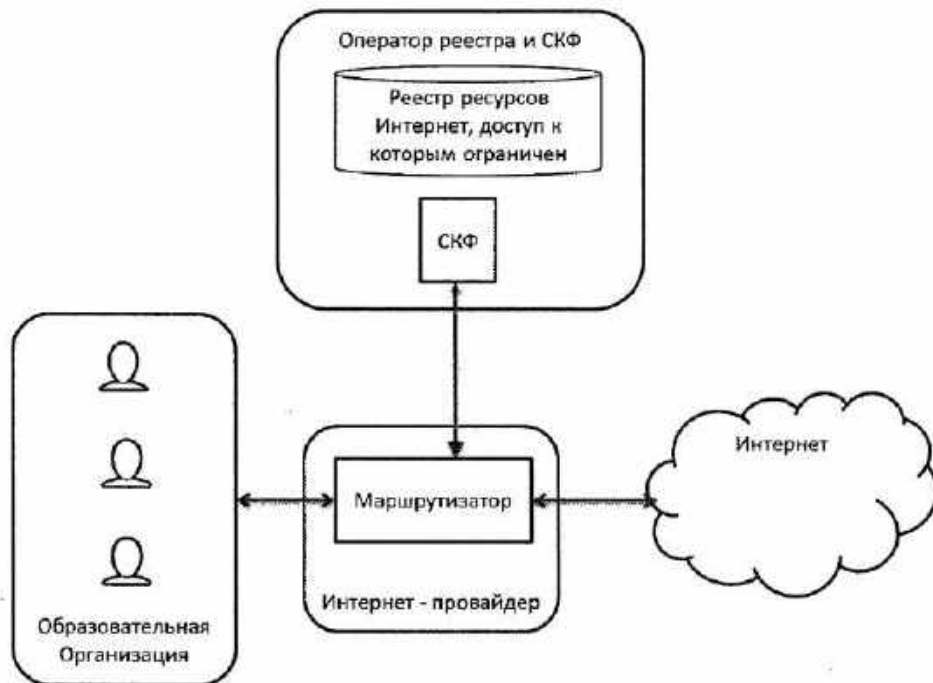 Оператор реестра и СКФ
Реестр ресурсов
Интернет, доступ к
которым ограничен
СКФ
Интернет
Маршрутизатор
Интернет - провайдер
Образовательная
Организация